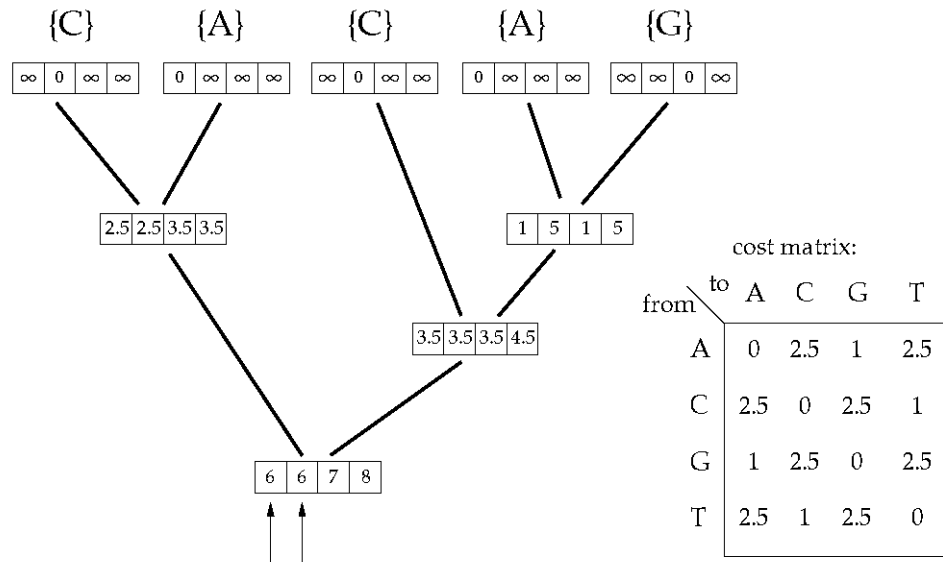 {C} {A} {C} {A} {G}
∞ 0 ∞ ∞ 0 ∞ ∞ ∞ ∞ 0 ∞ ∞ 0 ∞ ∞ ∞ ∞ ∞ 0 ∞
2.5 2.5 3.5 3.5 1 5 1 5
3.5 3.5 3.5 4.5
6 6 7 8
cost matrix:
from to A C G T
A 0 2.5 1 2.5
C 2.5 0 2.5 1
G 1 2.5 0 2.5
T 2.5 1 2.5 0